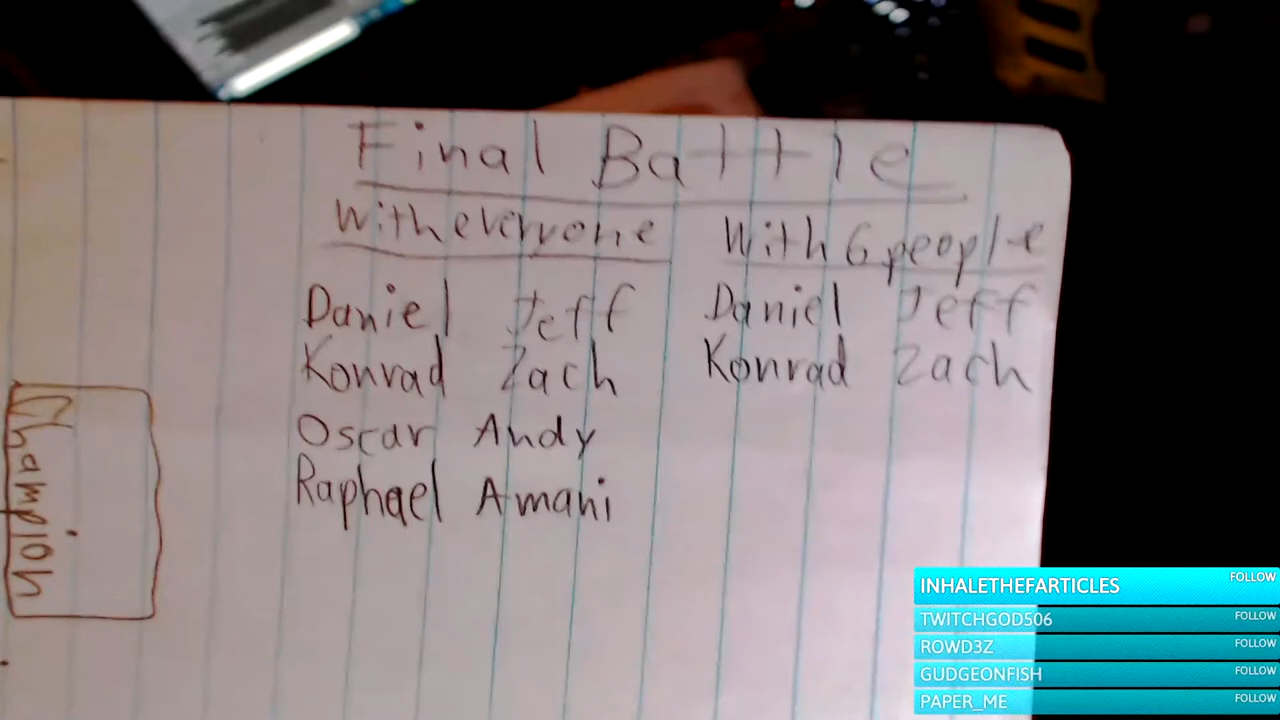 Final Battle
With everyone
With 6 people
Daniel Jeff
Konrad Zach
Oscar Andy
Raphael Amani
Daniel Jeff
Konrad Zach
Champion
INHALETHEFARTICLES FOLLOW
TWITCHGOD506 FOLLOW
ROWD3Z FOLLOW
GUDGEONFISH FOLLOW
PAPER_ME FOLLOW